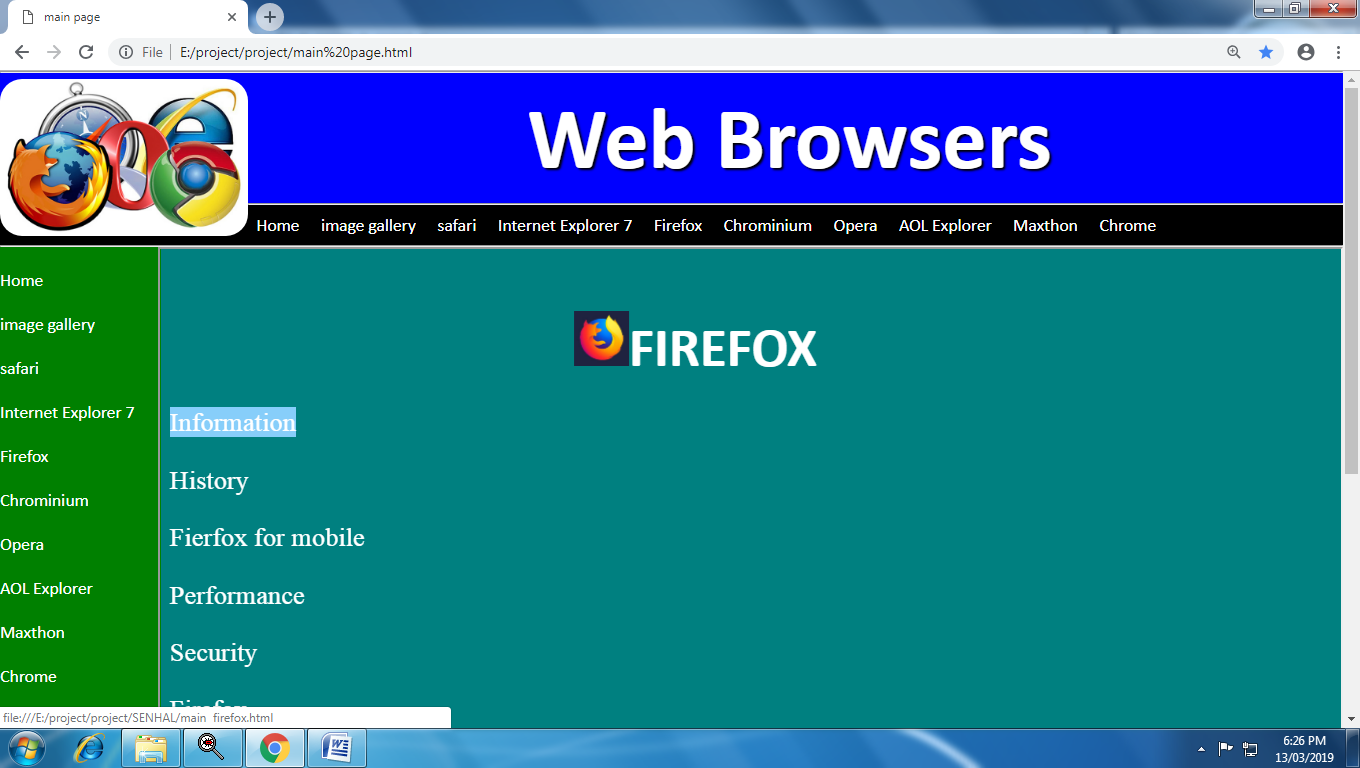 main page
File
E:/project/project/main%20page.html
Web Browsers
Home image gallery safari Internet Explorer 7 Firefox Chrominium Opera AOL Explorer Maxthon Chrome
Home
image gallery
safari
Internet Explorer 7
Firefox
Chrominium
Opera
AOL Explorer
Maxthon
Chrome
FIREFOX
Information
History
Fierfox for mobile
Performance
Security
Firefox
file:///E:/project/project/SENHAL/main firefox.html
6:26 PM
13/03/2019